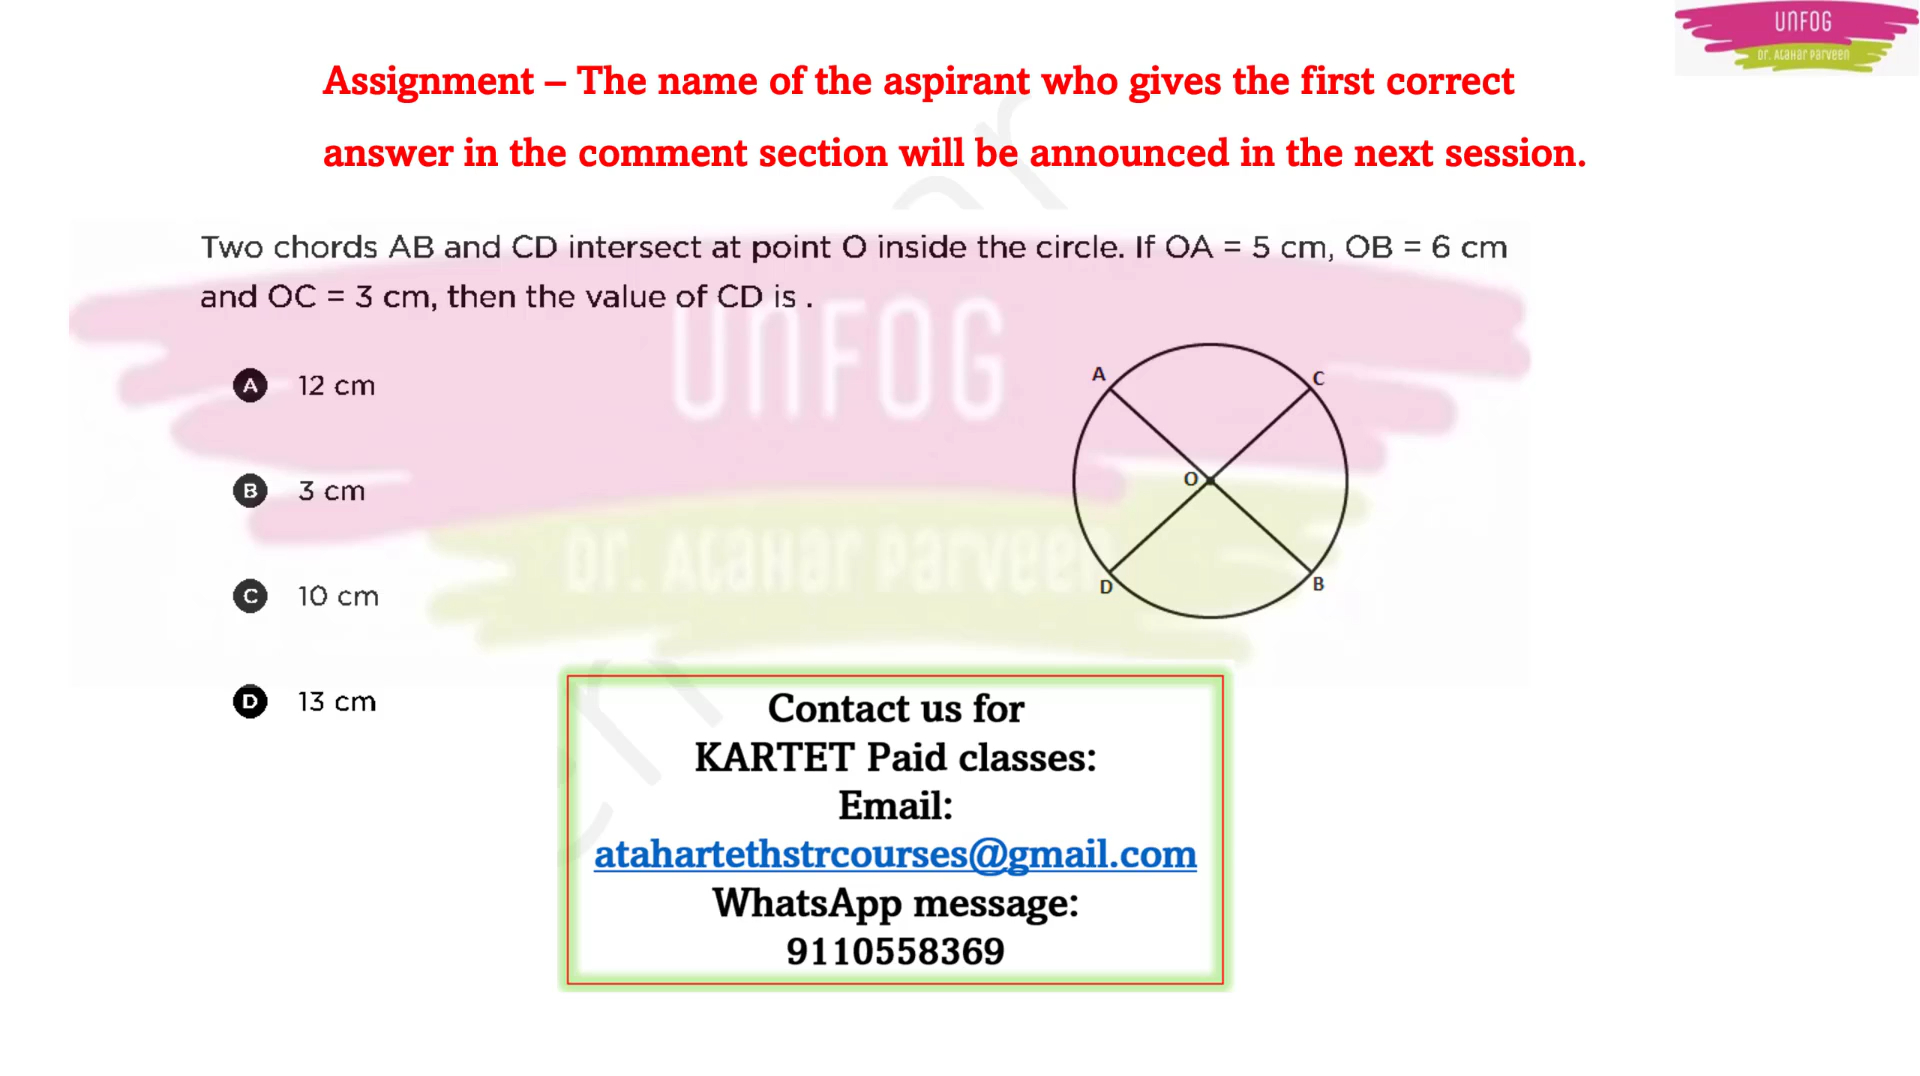 UNFOG
Dr. Atahar Parveen
Assignment – The name of the aspirant who gives the first correct
answer in the comment section will be announced in the next session.
Two chords AB and CD intersect at point O inside the circle. If OA = 5 cm, OB = 6 cm
and OC = 3 cm, then the value of CD is .
UNFOG
Dr. Atahar Parveen
A 12 cm
B 3 cm
C 10 cm
D 13 cm
A
C
O
D
B
Contact us for
KARTET Paid classes:
Email:
atahartethstrcourses@gmail.com
WhatsApp message:
9110558369